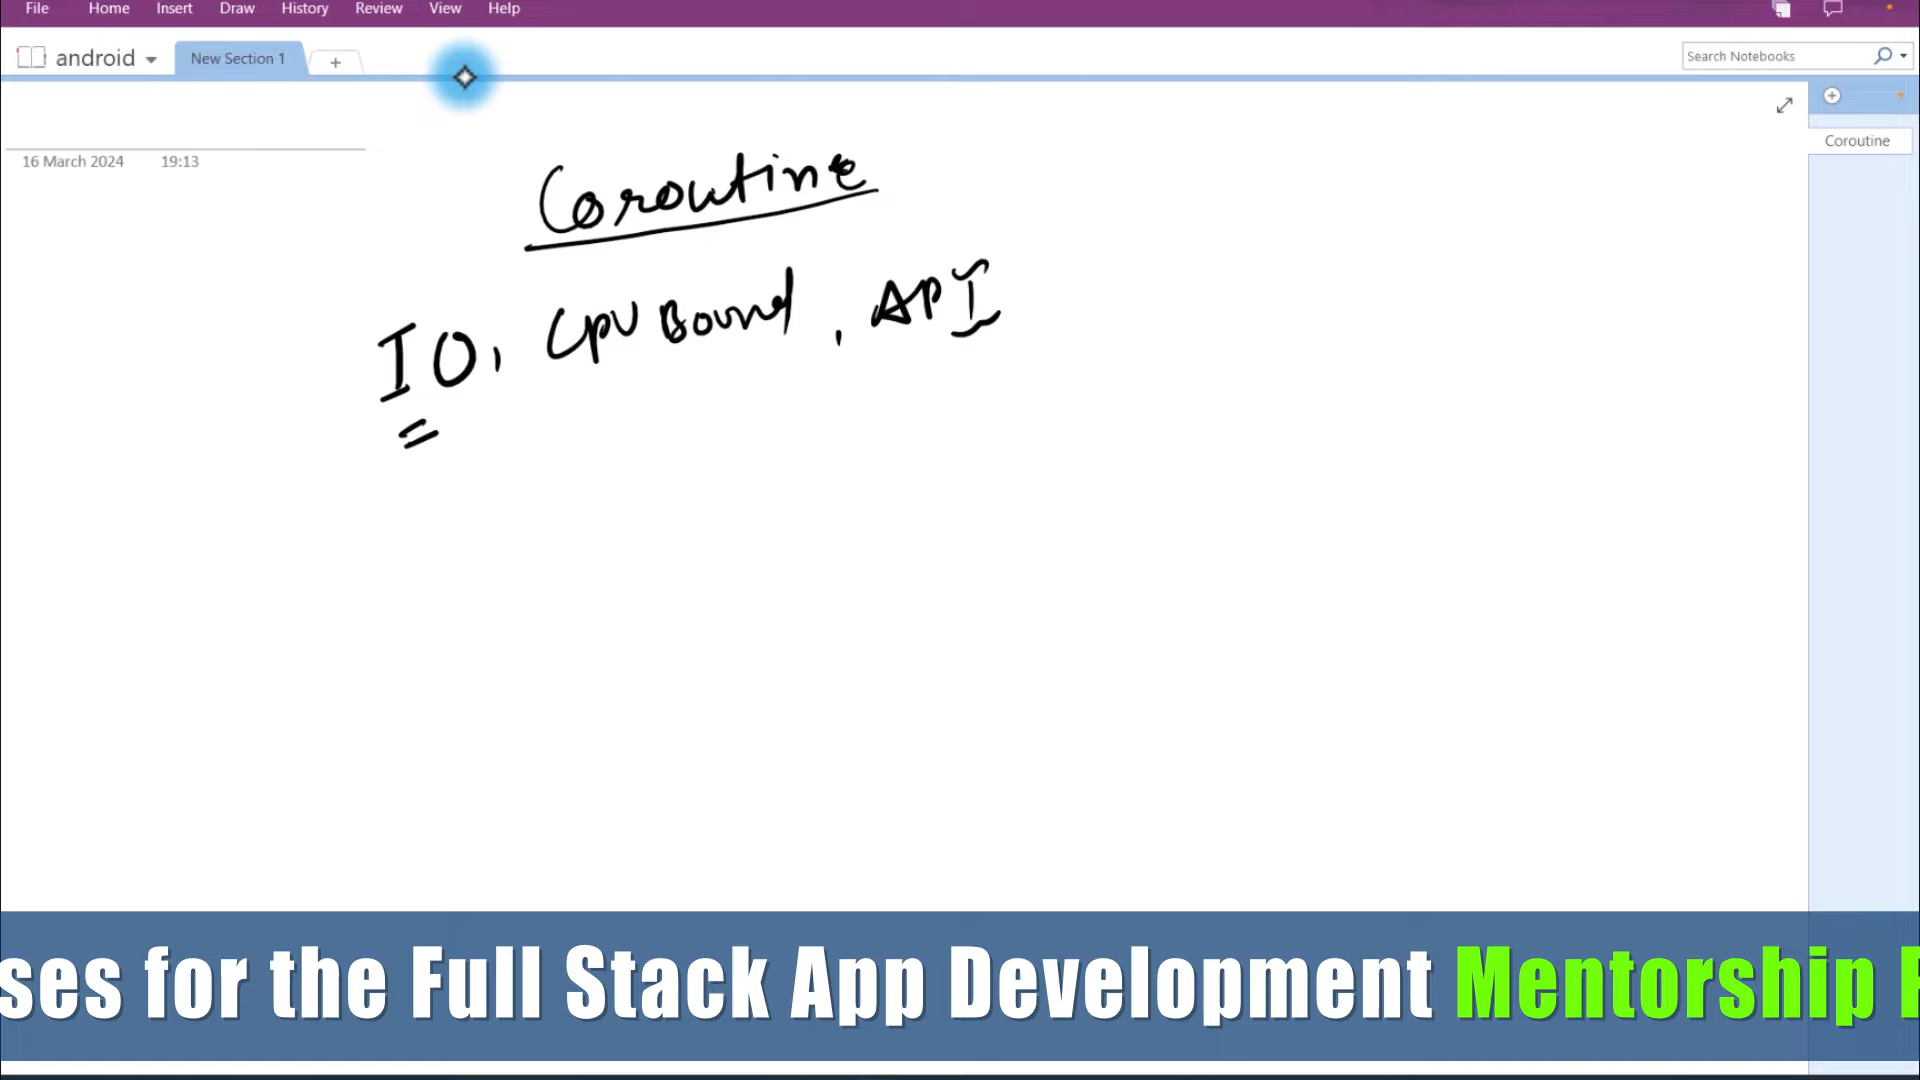 File Home Insert Draw History Review View Help
android New Section 1 + Search Notebooks
Coroutine
16 March 2024 19:13
Coroutine
IO, CPU Bound, API
ses for the Full Stack App Development Mentorship